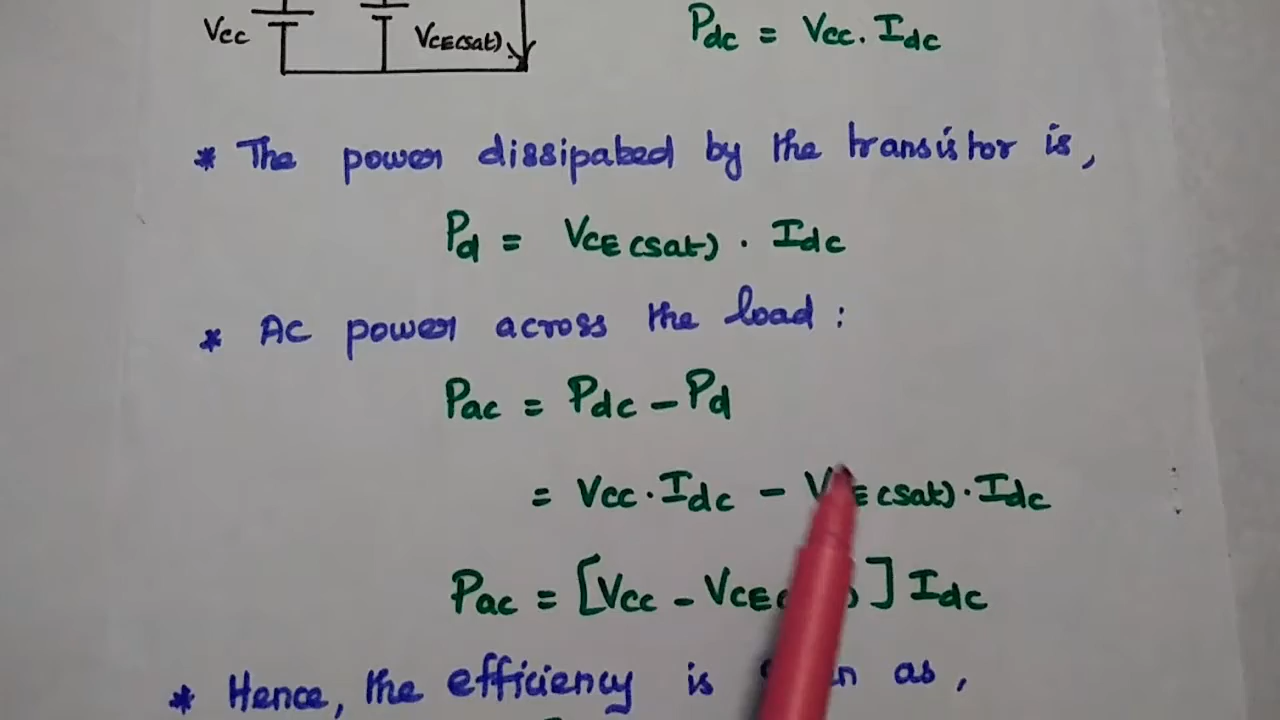 Vcc VCE(sat) Pdc = Vcc. Idc
* The power dissipated by the transistor is,
Pd = VCE(sat) . Idc
* Ac power across the load :
Pac = Pdc - Pd
= Vcc . Idc - VCE(sat) . Idc
Pac = [Vcc - VCE ] Idc
* Hence, the efficiency is as,